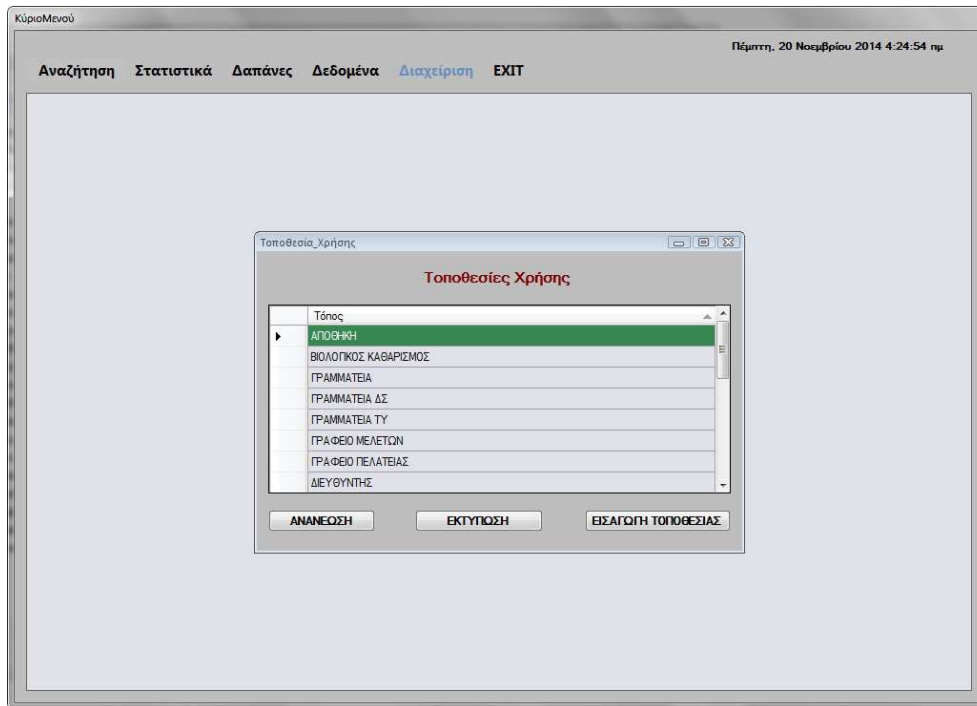 ΚύριοΜενού
Πέμπτη, 20 Νοεμβρίου 2014 4:24:54 πμ
Αναζήτηση Στατιστικά Δαπάνες Δεδομένα Διαχείριση EXIT
Τοποθεσία_Χρήσης
Τοποθεσίες Χρήσης
Τόπος
ΑΠΟΘΗΚΗ
ΒΙΟΛΟΓΙΚΟΣ ΚΑΘΑΡΙΣΜΟΣ
ΓΡΑΜΜΑΤΕΙΑ
ΓΡΑΜΜΑΤΕΙΑ ΔΣ
ΓΡΑΜΜΑΤΕΙΑ ΤΥ
ΓΡΑΦΕΙΟ ΜΕΛΕΤΩΝ
ΓΡΑΦΕΙΟ ΠΕΛΑΤΕΙΑΣ
ΔΙΕΥΘΥΝΤΗΣ
ΑΝΑΝΕΩΣΗ ΕΚΤΥΠΩΣΗ ΕΙΣΑΓΩΓΗ ΤΟΠΟΘΕΣΙΑΣ